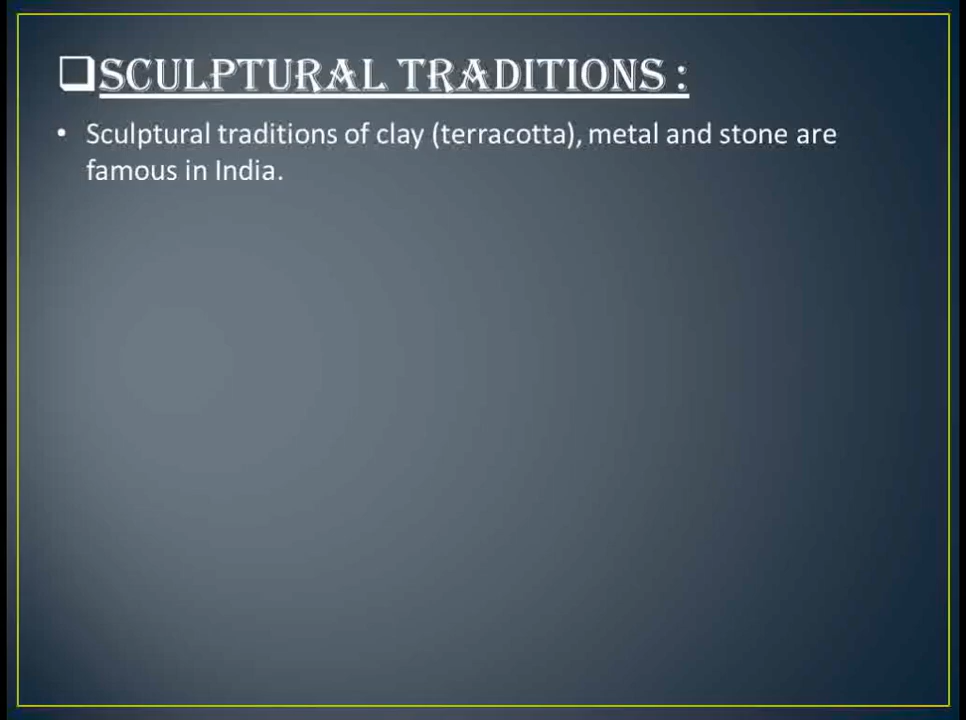 ❑SCULPTURAL TRADITIONS :
• Sculptural traditions of clay (terracotta), metal and stone are
famous in India.